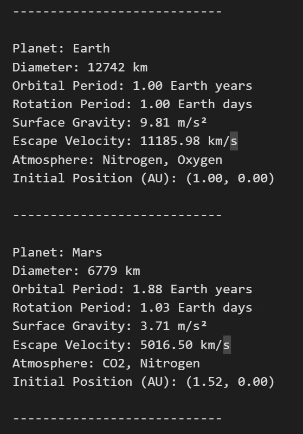 ----------------------------
Planet: Earth
Diameter: 12742 km
Orbital Period: 1.00 Earth years
Rotation Period: 1.00 Earth days
Surface Gravity: 9.81 m/s²
Escape Velocity: 11185.98 km/s
Atmosphere: Nitrogen, Oxygen
Initial Position (AU): (1.00, 0.00)
----------------------------
Planet: Mars
Diameter: 6779 km
Orbital Period: 1.88 Earth years
Rotation Period: 1.03 Earth days
Surface Gravity: 3.71 m/s²
Escape Velocity: 5016.50 km/s
Atmosphere: CO2, Nitrogen
Initial Position (AU): (1.52, 0.00)
----------------------------